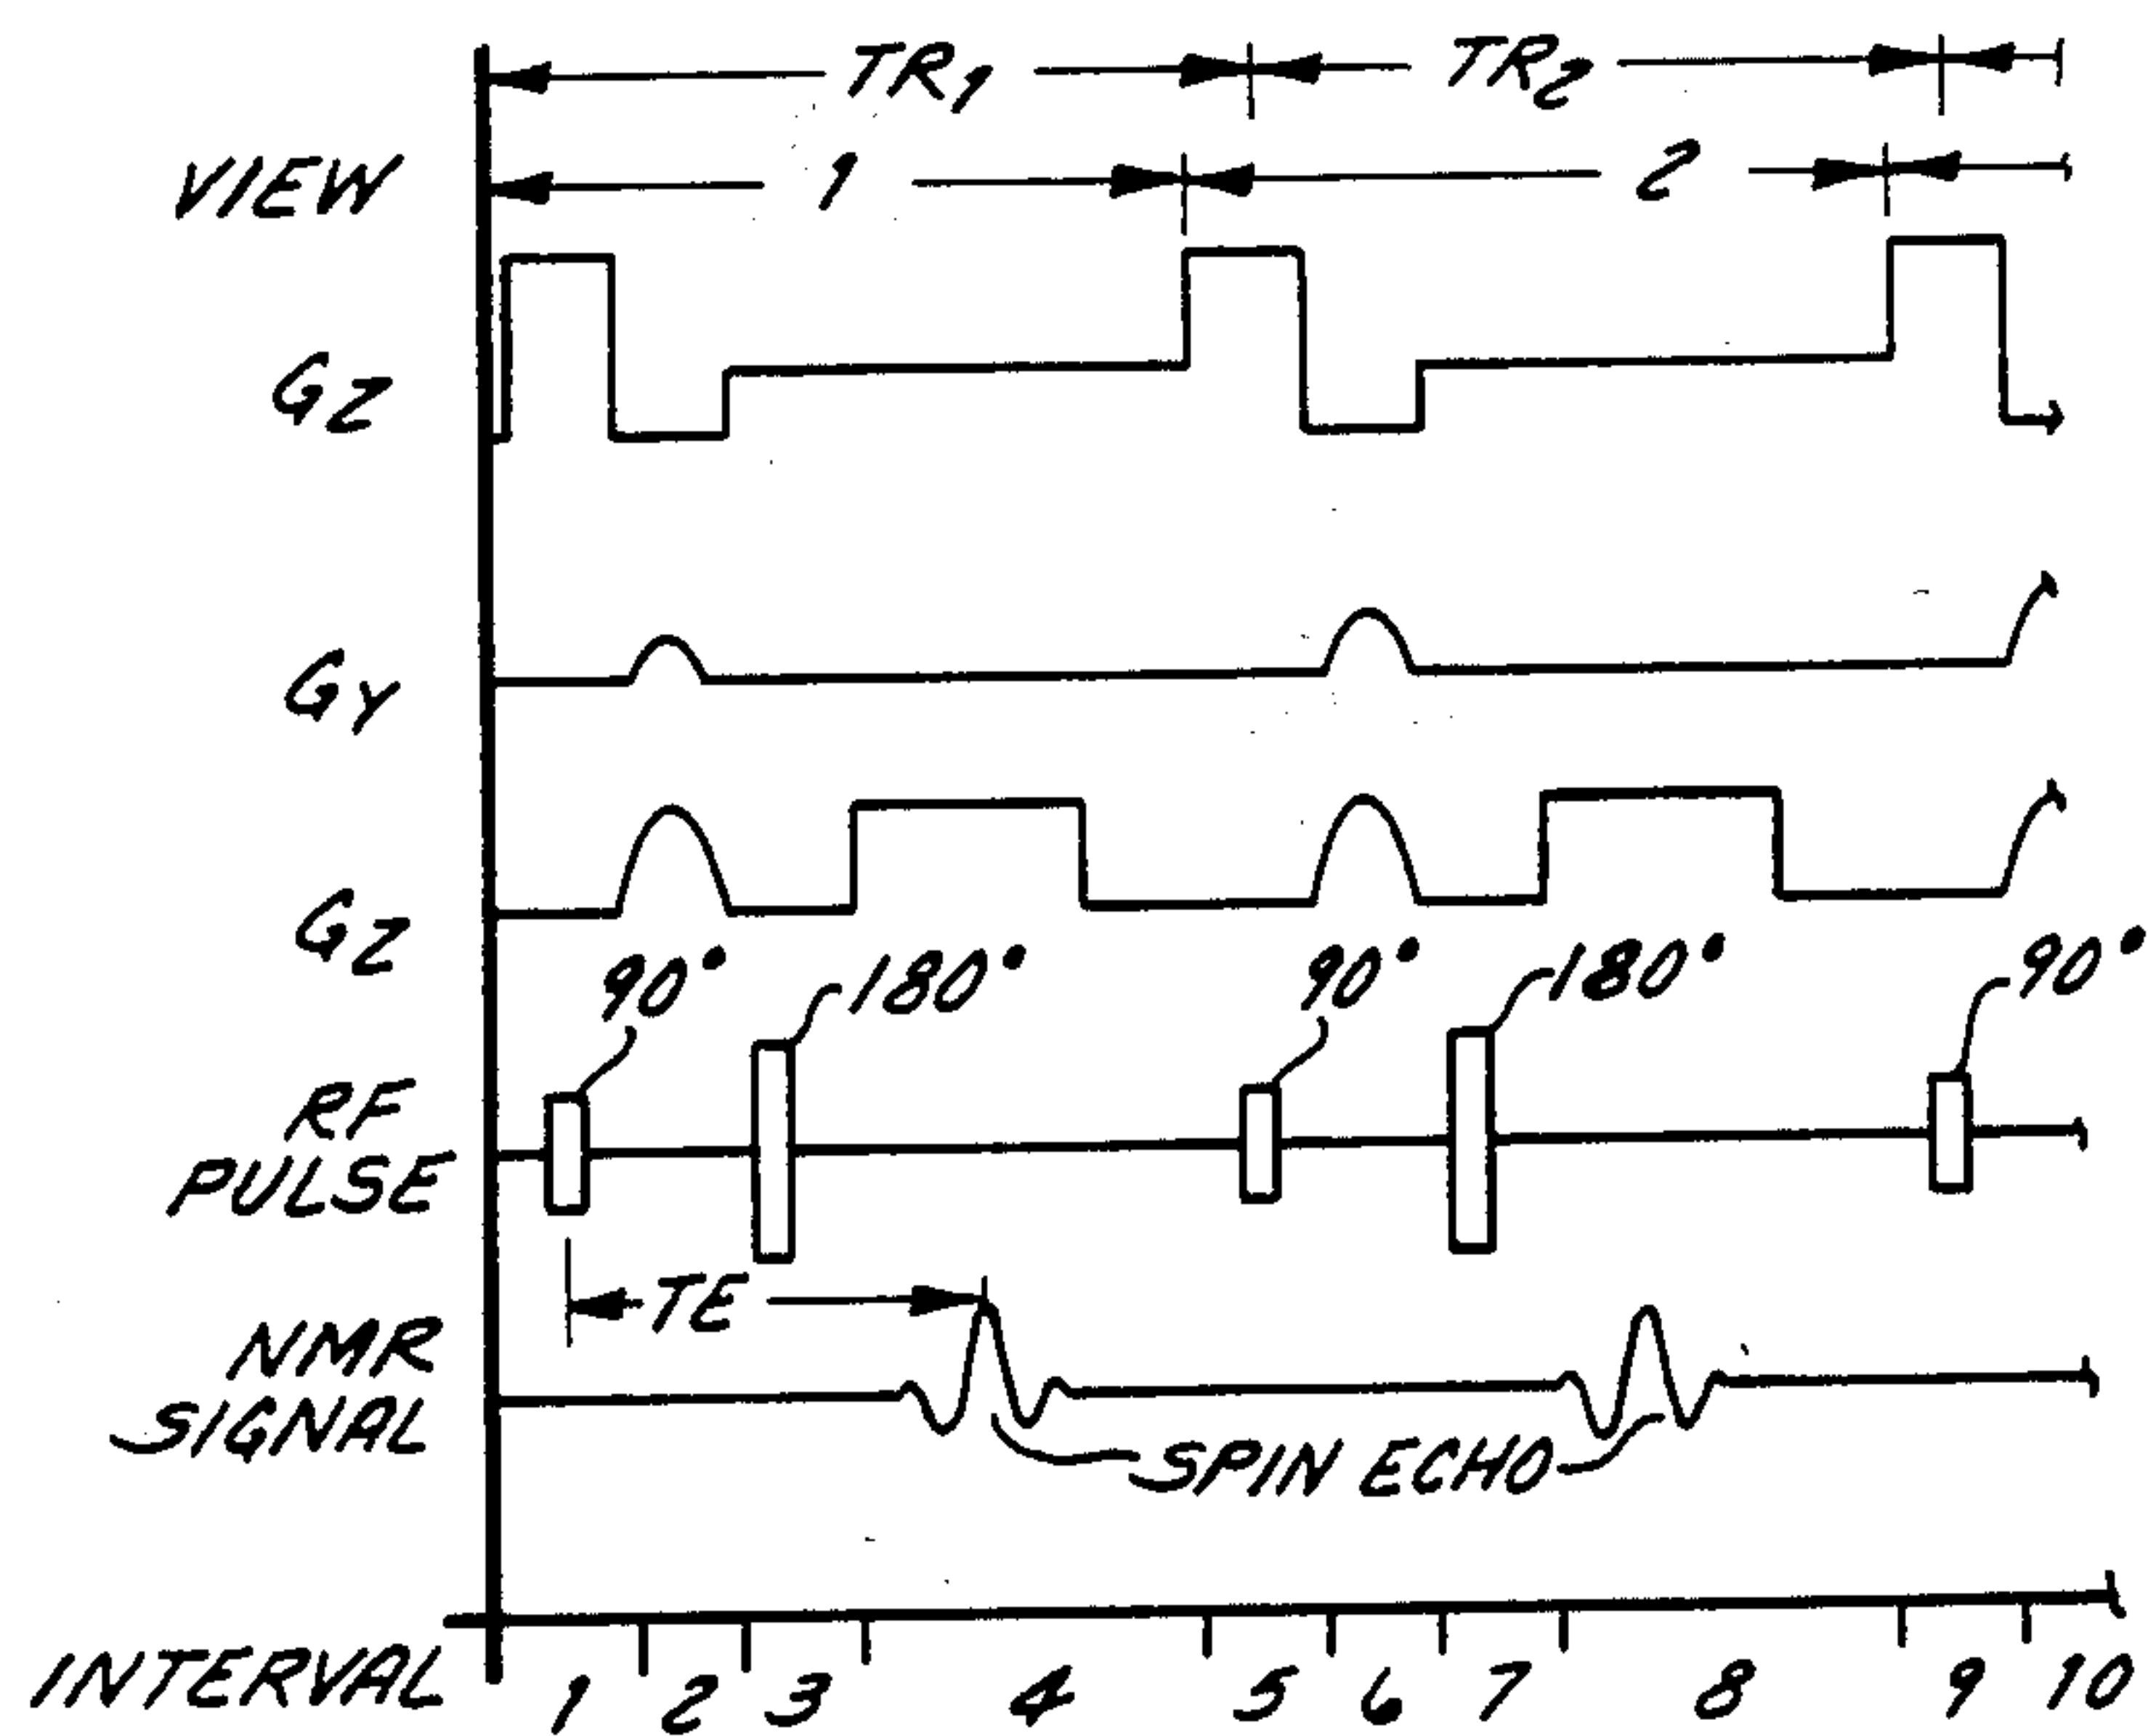 TR1 TR2
VIEW 1 2
GZ
GY
GZ
90° 180° 90° 180° 90°
RF
PULSE
TE
NMR
SIGNAL
SPIN ECHO
INTERVAL 1 2 3 4 5 6 7 8 9 10